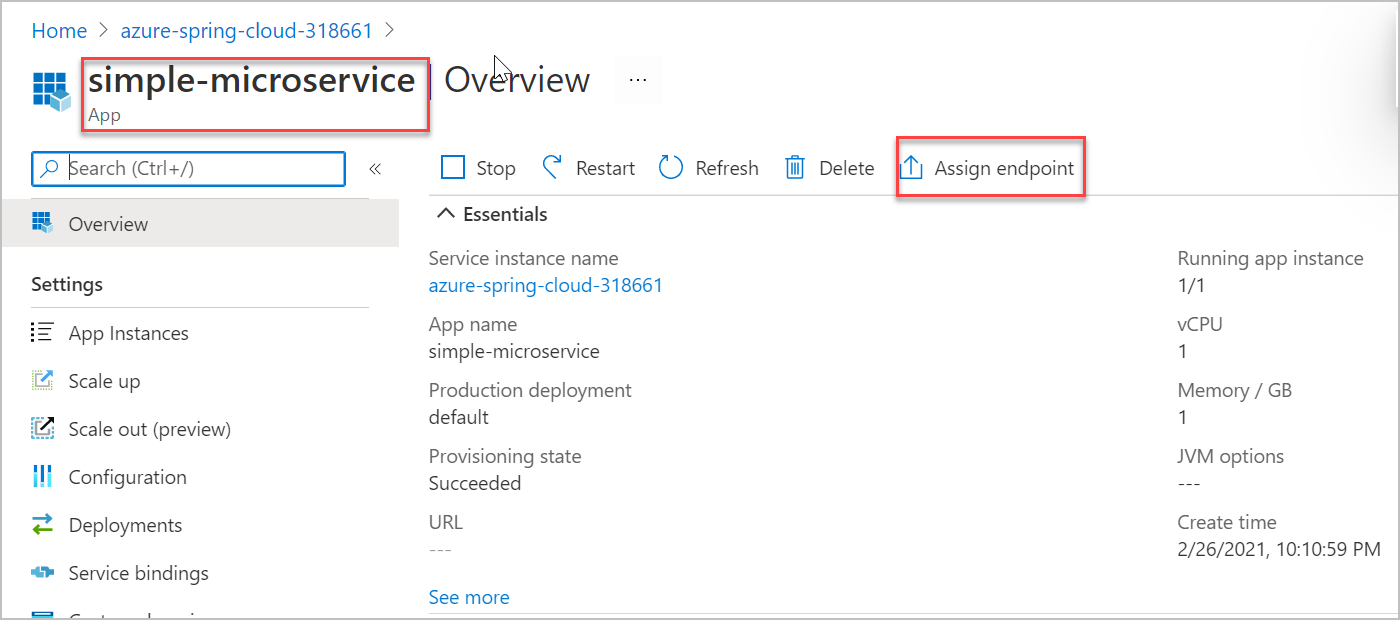 Home > azure-spring-cloud-318661 >
simple-microservice | Overview ...
App
Search (Ctrl+/) «
Stop Restart Refresh Delete Assign endpoint
Overview
Settings
App Instances
Scale up
Scale out (preview)
Configuration
Deployments
Service bindings
Essentials
Service instance name
azure-spring-cloud-318661
App name
simple-microservice
Production deployment
default
Provisioning state
Succeeded
URL
---
See more
Running app instance
1/1
vCPU
1
Memory / GB
1
JVM options
---
Create time
2/26/2021, 10:10:59 PM